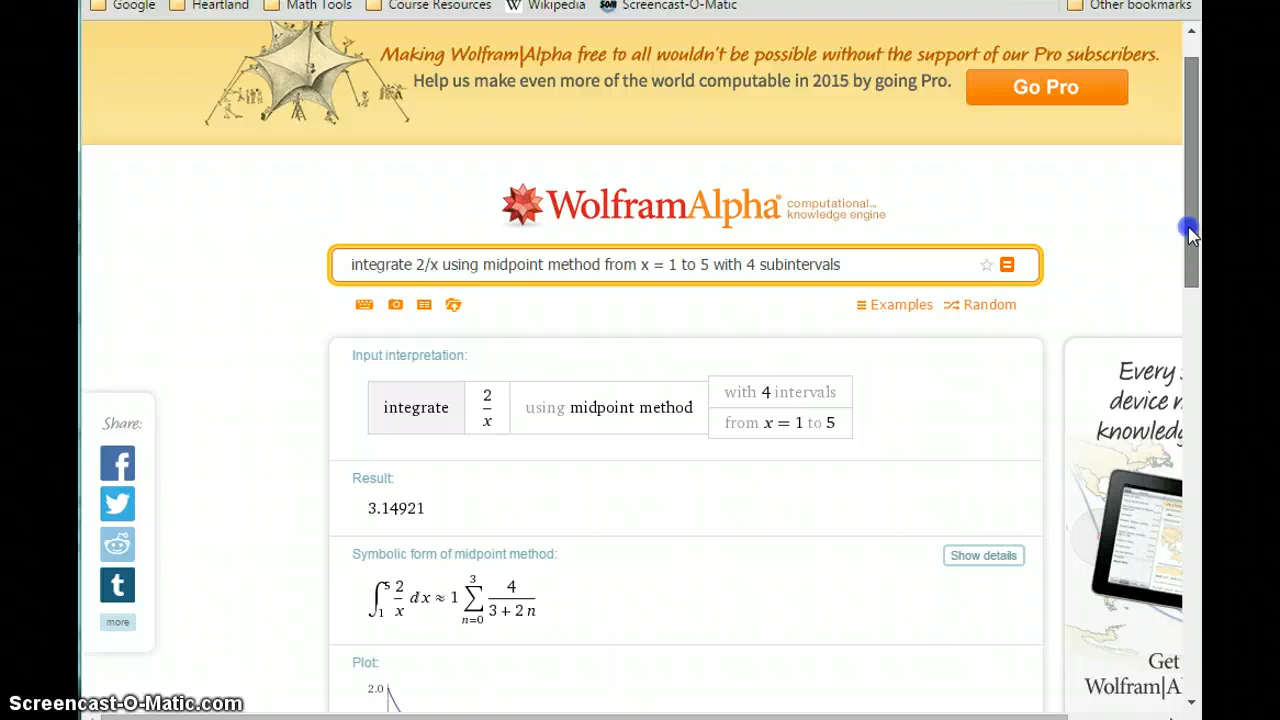 Google Heartland Math Tools Course Resources W Wikipedia SOM Screencast-O-Matic Other bookmarks
Making Wolfram|Alpha free to all wouldn't be possible without the support of our Pro subscribers.
Help us make even more of the world computable in 2015 by going Pro.
Go Pro
WolframAlpha computational...
knowledge engine
integrate 2/x using midpoint method from x = 1 to 5 with 4 subintervals
Examples Random
Input interpretation:
integrate 2/x using midpoint method with 4 intervals
from x = 1 to 5
Result:
3.14921
Symbolic form of midpoint method: Show details
∫₁⁵ 2/x dx ≈ 1 ∑ₙ₌₀³ 4/(3 + 2 n)
Plot:
2.0
Share:
f
t
more
Every
device
knowledg
Get
Wolfram|A
Screencast-O-Matic.com